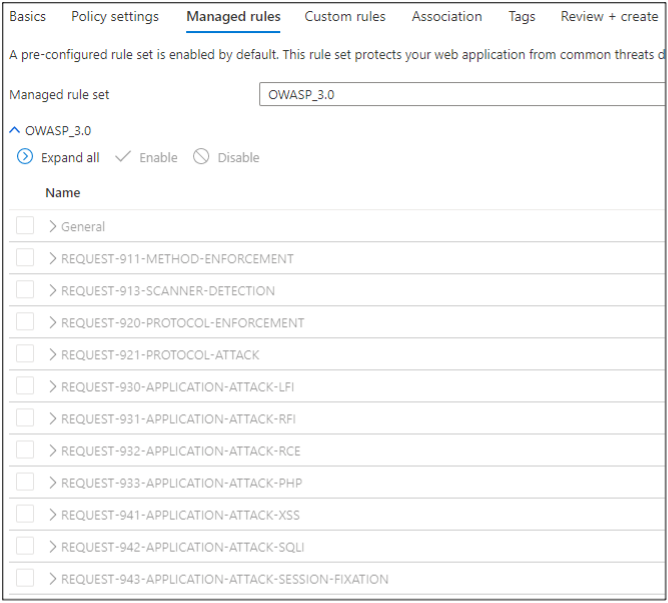 Basics Policy settings Managed rules Custom rules Association Tags Review + create
A pre-configured rule set is enabled by default. This rule set protects your web application from common threats d
Managed rule set OWASP_3.0
OWASP_3.0
Expand all Enable Disable
Name
General
REQUEST-911-METHOD-ENFORCEMENT
REQUEST-913-SCANNER-DETECTION
REQUEST-920-PROTOCOL-ENFORCEMENT
REQUEST-921-PROTOCOL-ATTACK
REQUEST-930-APPLICATION-ATTACK-LFI
REQUEST-931-APPLICATION-ATTACK-RFI
REQUEST-932-APPLICATION-ATTACK-RCE
REQUEST-933-APPLICATION-ATTACK-PHP
REQUEST-941-APPLICATION-ATTACK-XSS
REQUEST-942-APPLICATION-ATTACK-SQLI
REQUEST-943-APPLICATION-ATTACK-SESSION-FIXATION